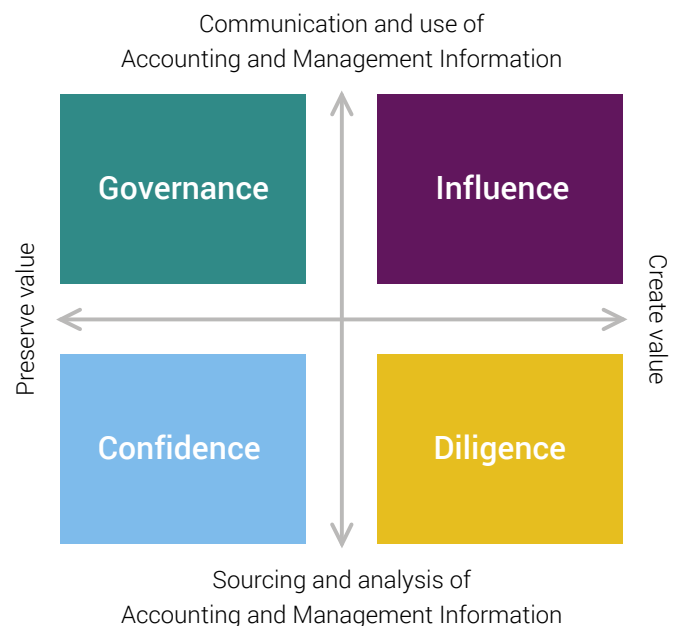 Communication and use of
Accounting and Management Information
Governance
Influence
Preserve value
Create value
Confidence
Diligence
Sourcing and analysis of
Accounting and Management Information